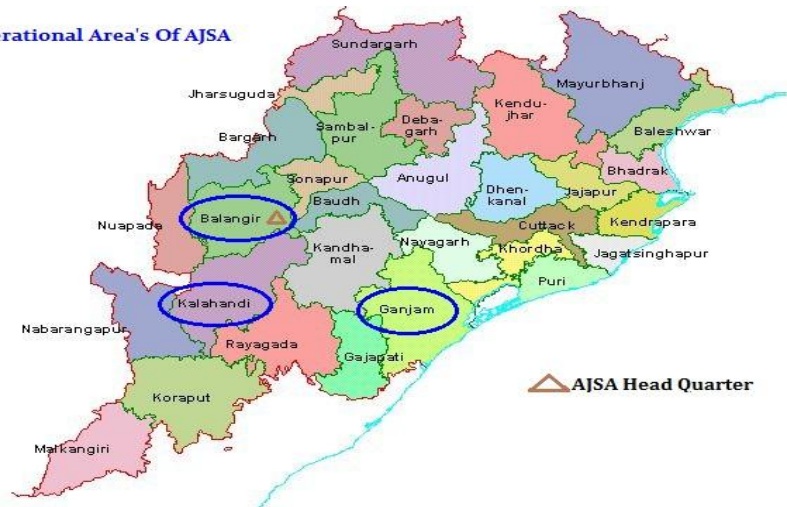 erational Area's Of AJSA
Sundargarh
Mayurbhanj
Jharsuguda
Kendu-
jhar
Deba-
garh
Sambal-
pur
Baleshwar
Bargarh
Bhadrak
Sonapur
Anugul
Dhen-
kanal
Jajapur
Baudh
Balangir
Nuapada
Kendrapara
Cuttack
Nayagarh
Kandha-
mal
Khordha
Jagatsinghapur
Puri
Kalahandi
Ganjam
Nabarangapur
Rayagada
Gajapati
AJSA Head Quarter
Koraput
Malkangiri